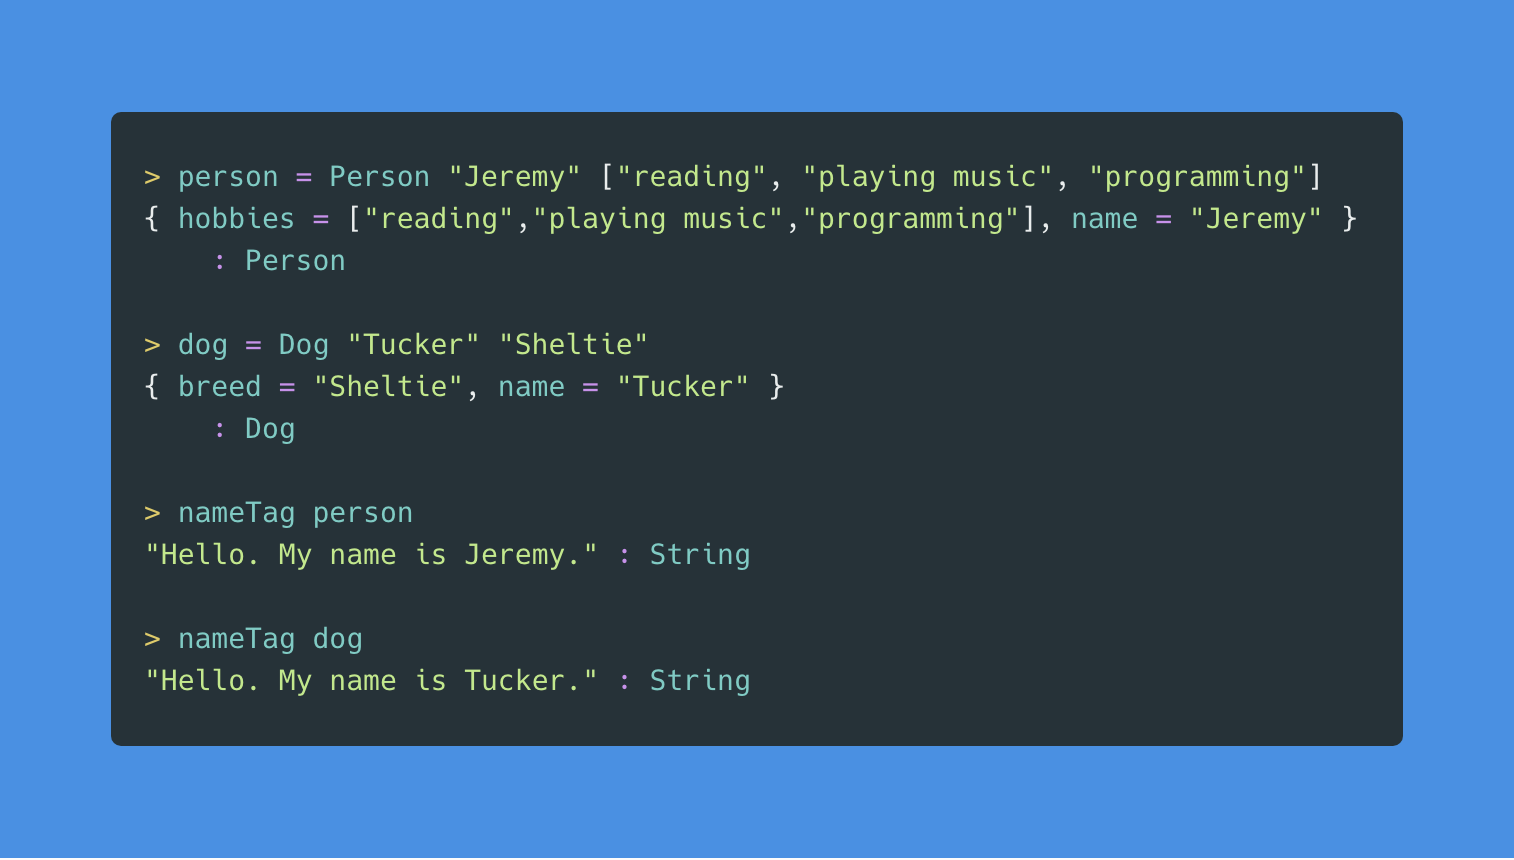 > person = Person "Jeremy" ["reading", "playing music", "programming"]
{ hobbies = ["reading","playing music","programming"], name = "Jeremy" }
    : Person
> dog = Dog "Tucker" "Sheltie"
{ breed = "Sheltie", name = "Tucker" }
    : Dog
> nameTag person
"Hello. My name is Jeremy." : String
> nameTag dog
"Hello. My name is Tucker." : String